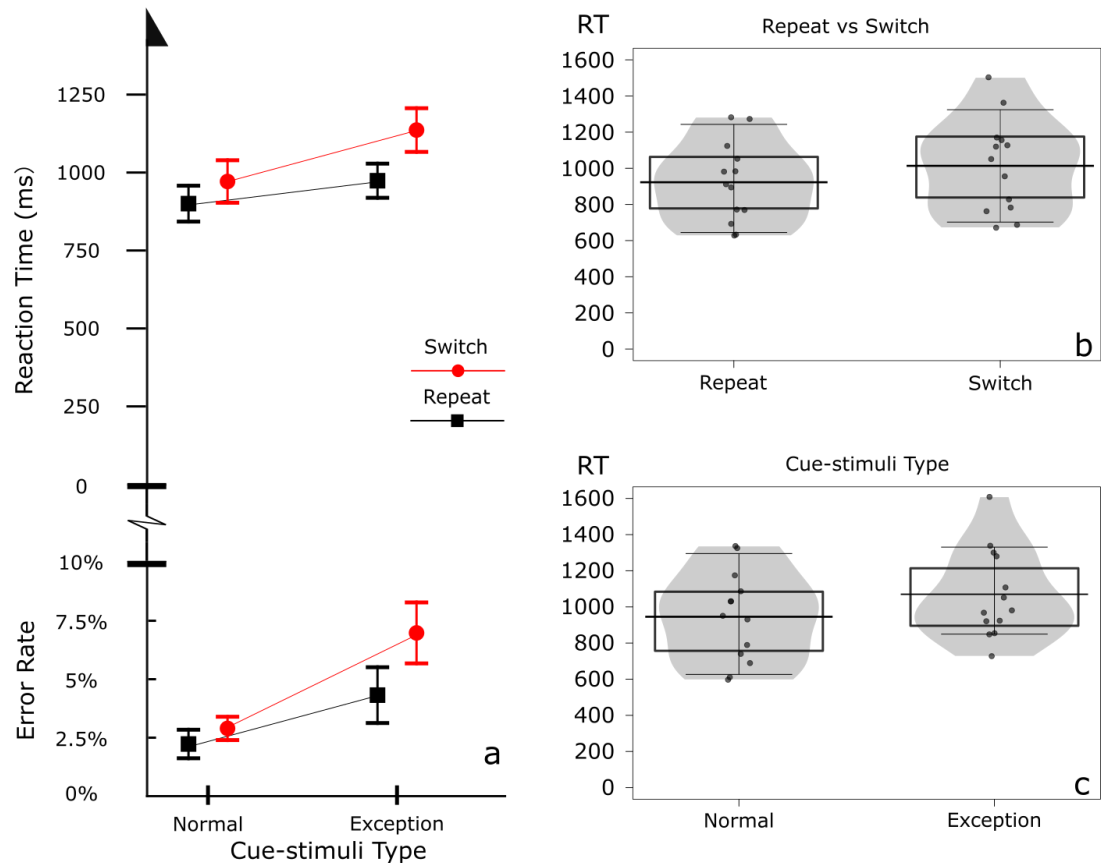 Reaction Time (ms)
1250
1000
750
500
250
0
Switch
Repeat
Error Rate
10%
7.5%
5%
2.5%
0%
a
Normal
Exception
Cue-stimuli Type
RT
Repeat vs Switch
1600
1400
1200
1000
800
600
400
200
0
b
Repeat
Switch
RT
Cue-stimuli Type
1600
1400
1200
1000
800
600
400
200
0
c
Normal
Exception